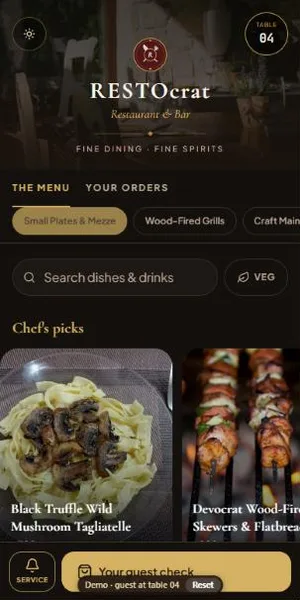 TABLE
04
RESTOcrat
Restaurant & Bar
FINE DINING · FINE SPIRITS
THE MENU YOUR ORDERS
Small Plates & Mezze Wood-Fired Grills Craft Main
Search dishes & drinks VEG
Chef's picks
Black Truffle Wild
Mushroom Tagliatelle
Devocrat Wood-Fire
Skewers & Flatbread
SERVICE
Your guest check
Demo · guest at table 04 Reset